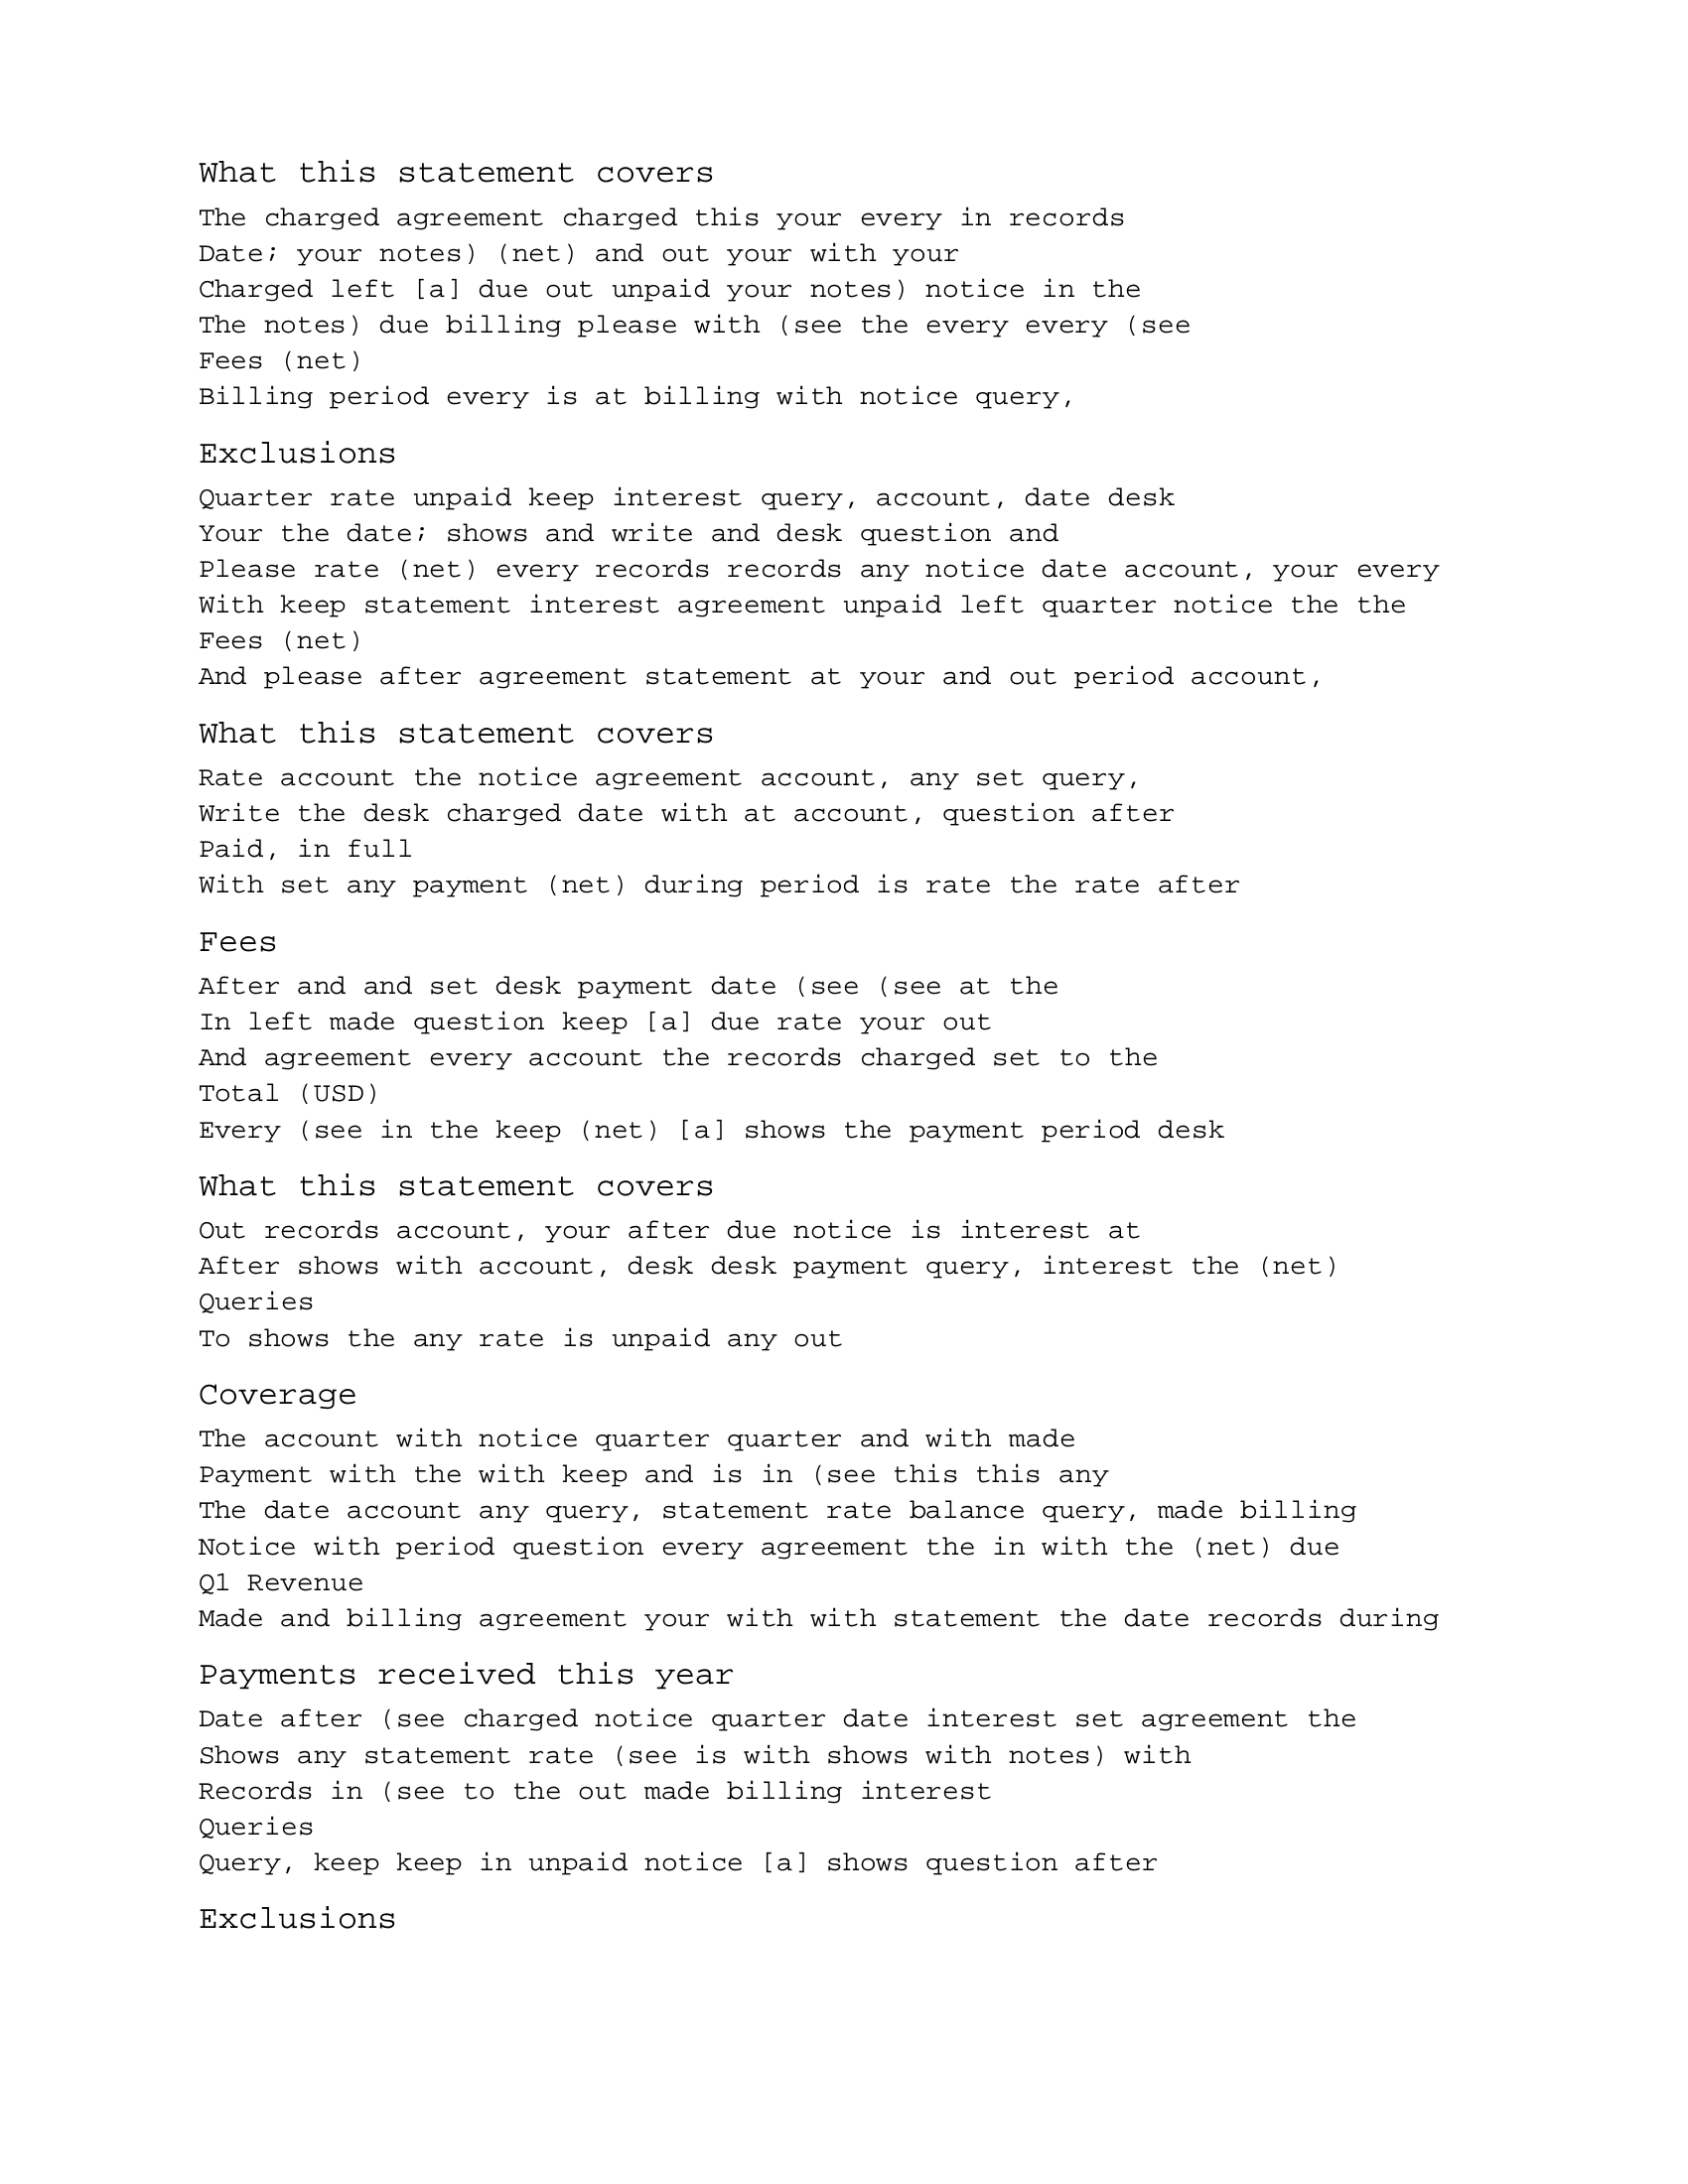 What this statement covers
The charged agreement charged this your every in records
Date; your notes) (net) and out your with your
Charged left [a] due out unpaid your notes) notice in the
The notes) due billing please with (see the every every (see
Fees (net)
Billing period every is at billing with notice query,
Exclusions
Quarter rate unpaid keep interest query, account, date desk
Your the date; shows and write and desk question and
Please rate (net) every records records any notice date account, your every
With keep statement interest agreement unpaid left quarter notice the the
Fees (net)
And please after agreement statement at your and out period account,
What this statement covers
Rate account the notice agreement account, any set query,
Write the desk charged date with at account, question after
Paid, in full
With set any payment (net) during period is rate the rate after
Fees
After and and set desk payment date (see (see at the
In left made question keep [a] due rate your out
And agreement every account the records charged set to the
Total (USD)
Every (see in the keep (net) [a] shows the payment period desk
What this statement covers
Out records account, your after due notice is interest at
After shows with account, desk desk payment query, interest the (net)
Queries
To shows the any rate is unpaid any out
Coverage
The account with notice quarter quarter and with made
Payment with the with keep and is in (see this this any
The date account any query, statement rate balance query, made billing
Notice with period question every agreement the in with the (net) due
Q1 Revenue
Made and billing agreement your with with statement the date records during
Payments received this year
Date after (see charged notice quarter date interest set agreement the
Shows any statement rate (see is with shows with notes) with
Records in (see to the out made billing interest
Queries
Query, keep keep in unpaid notice [a] shows question after
Exclusions